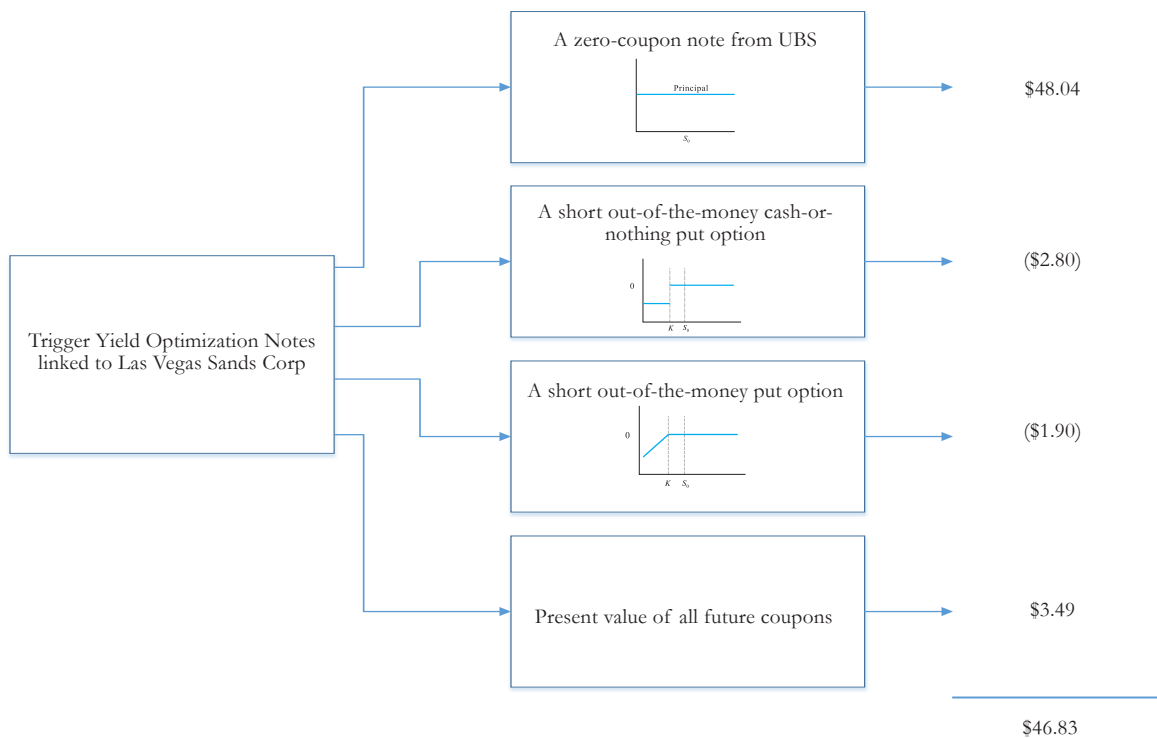 A zero-coupon note from UBS
Principal
S₀
$48.04
A short out-of-the-money cash-or-
nothing put option
0
K S₀
($2.80)
Trigger Yield Optimization Notes
linked to Las Vegas Sands Corp
A short out-of-the-money put option
0
K S₀
($1.90)
Present value of all future coupons
$3.49
$46.83